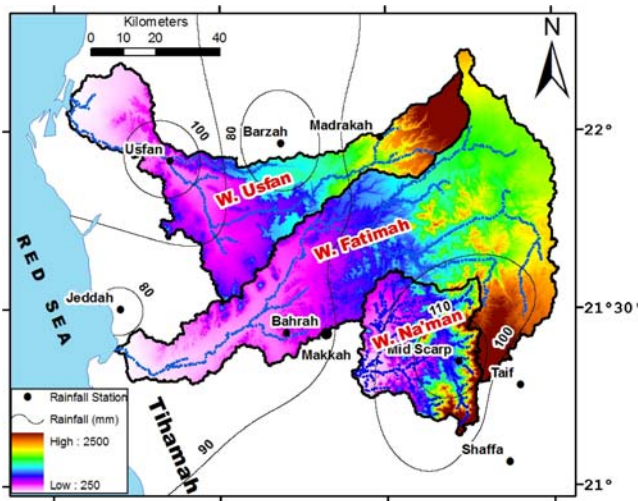 Kilometers
10 0 20 40
N
22°
21°30'
21°
100
80
Barzah
Madrakah
Usfan
W. Usfan
W. Fatimah
RED SEA
Jeddah
80
Bahrah
Makkah
110
W. Na'man
Mid Scarp
100
Taif
Shaffa
Tihamah
90
Rainfall Station
Rainfall (mm)
High : 2500
Low : 250